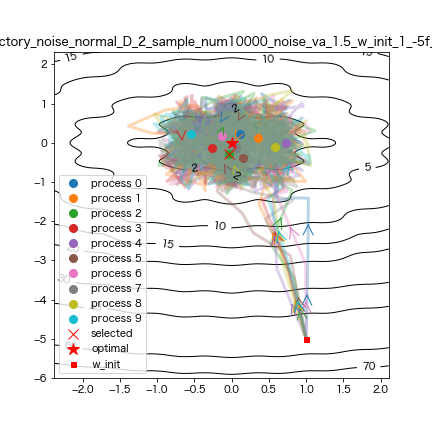 ctory_noise_normal_D_2_sample_num10000_noise_va_1.5_w_init_1_-5f_
15
10
15
2
2
2
5
10
15
70
2
1
0
−1
−2
−3
−4
−5
−6
process 0
process 1
process 2
process 3
process 4
process 5
process 6
process 7
process 8
process 9
selected
optimal
w_init
−2.0
−1.5
−1.0
−0.5
0.0
0.5
1.0
1.5
2.0